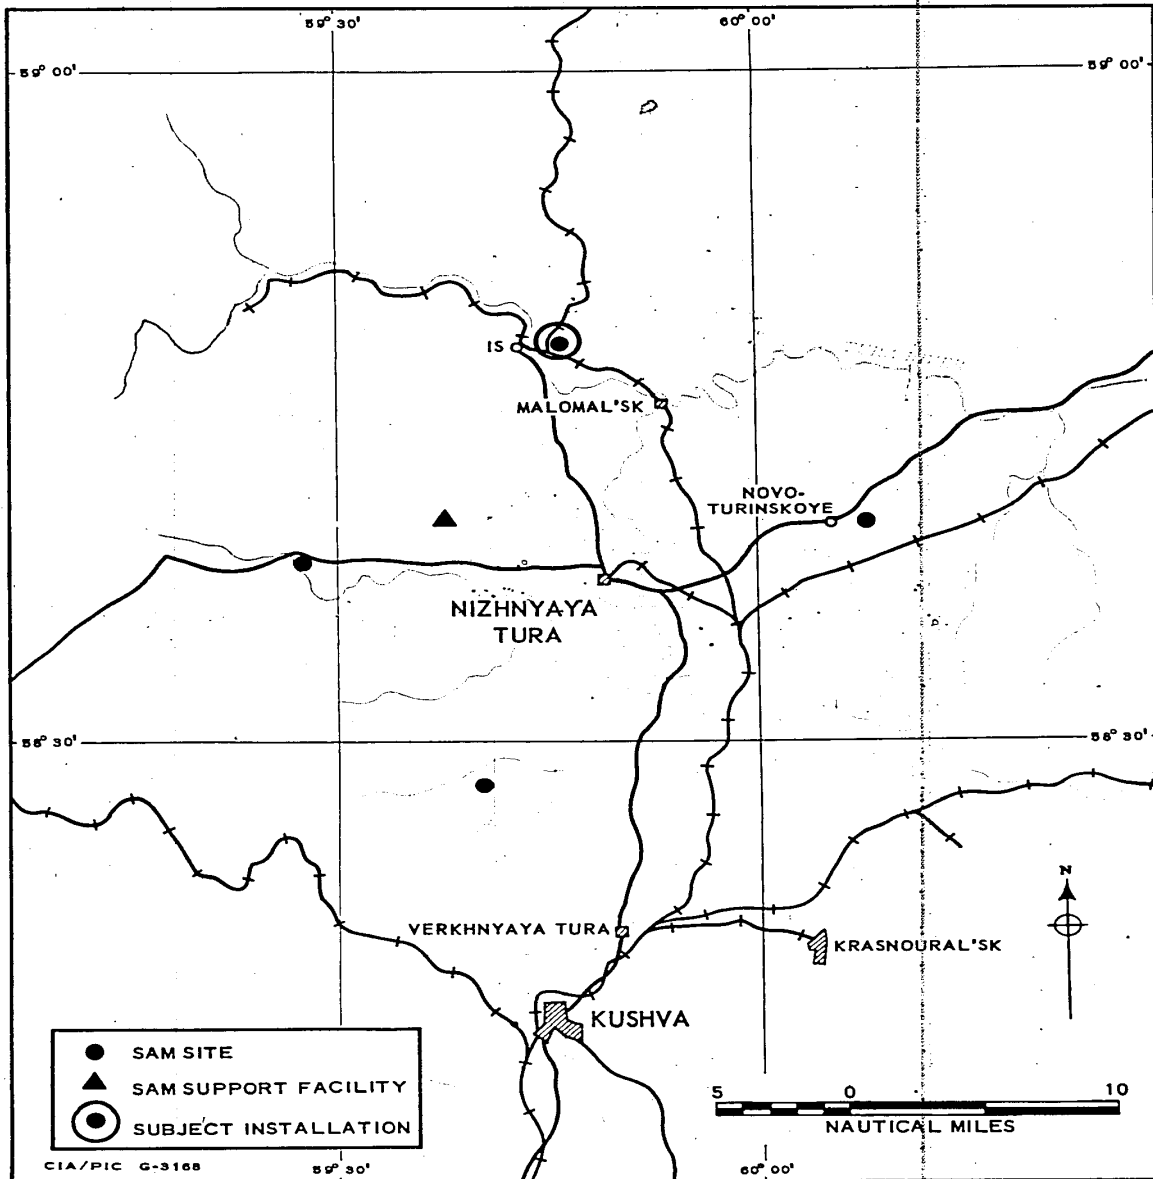 59° 30'
60° 00'
59° 00'
59° 00'
IS
MALOMAL'SK
NOVO-
TURINSKOYE
NIZHNYAYA
TURA
58° 30'
58° 30'
VERKHNYAYA TURA
KRASNOURAL'SK
N
KUSHVA
SAM SITE
SAM SUPPORT FACILITY
SUBJECT INSTALLATION
5 0 10
NAUTICAL MILES
CIA/PIC G-3168
59° 30'
60° 00'